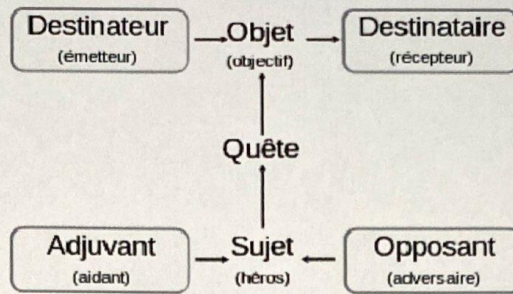 Destinateur
(émetteur)
Objet
(objectif)
Destinataire
(récepteur)
Quête
Adjuvant
(aidant)
Sujet
(héros)
Opposant
(adversaire)